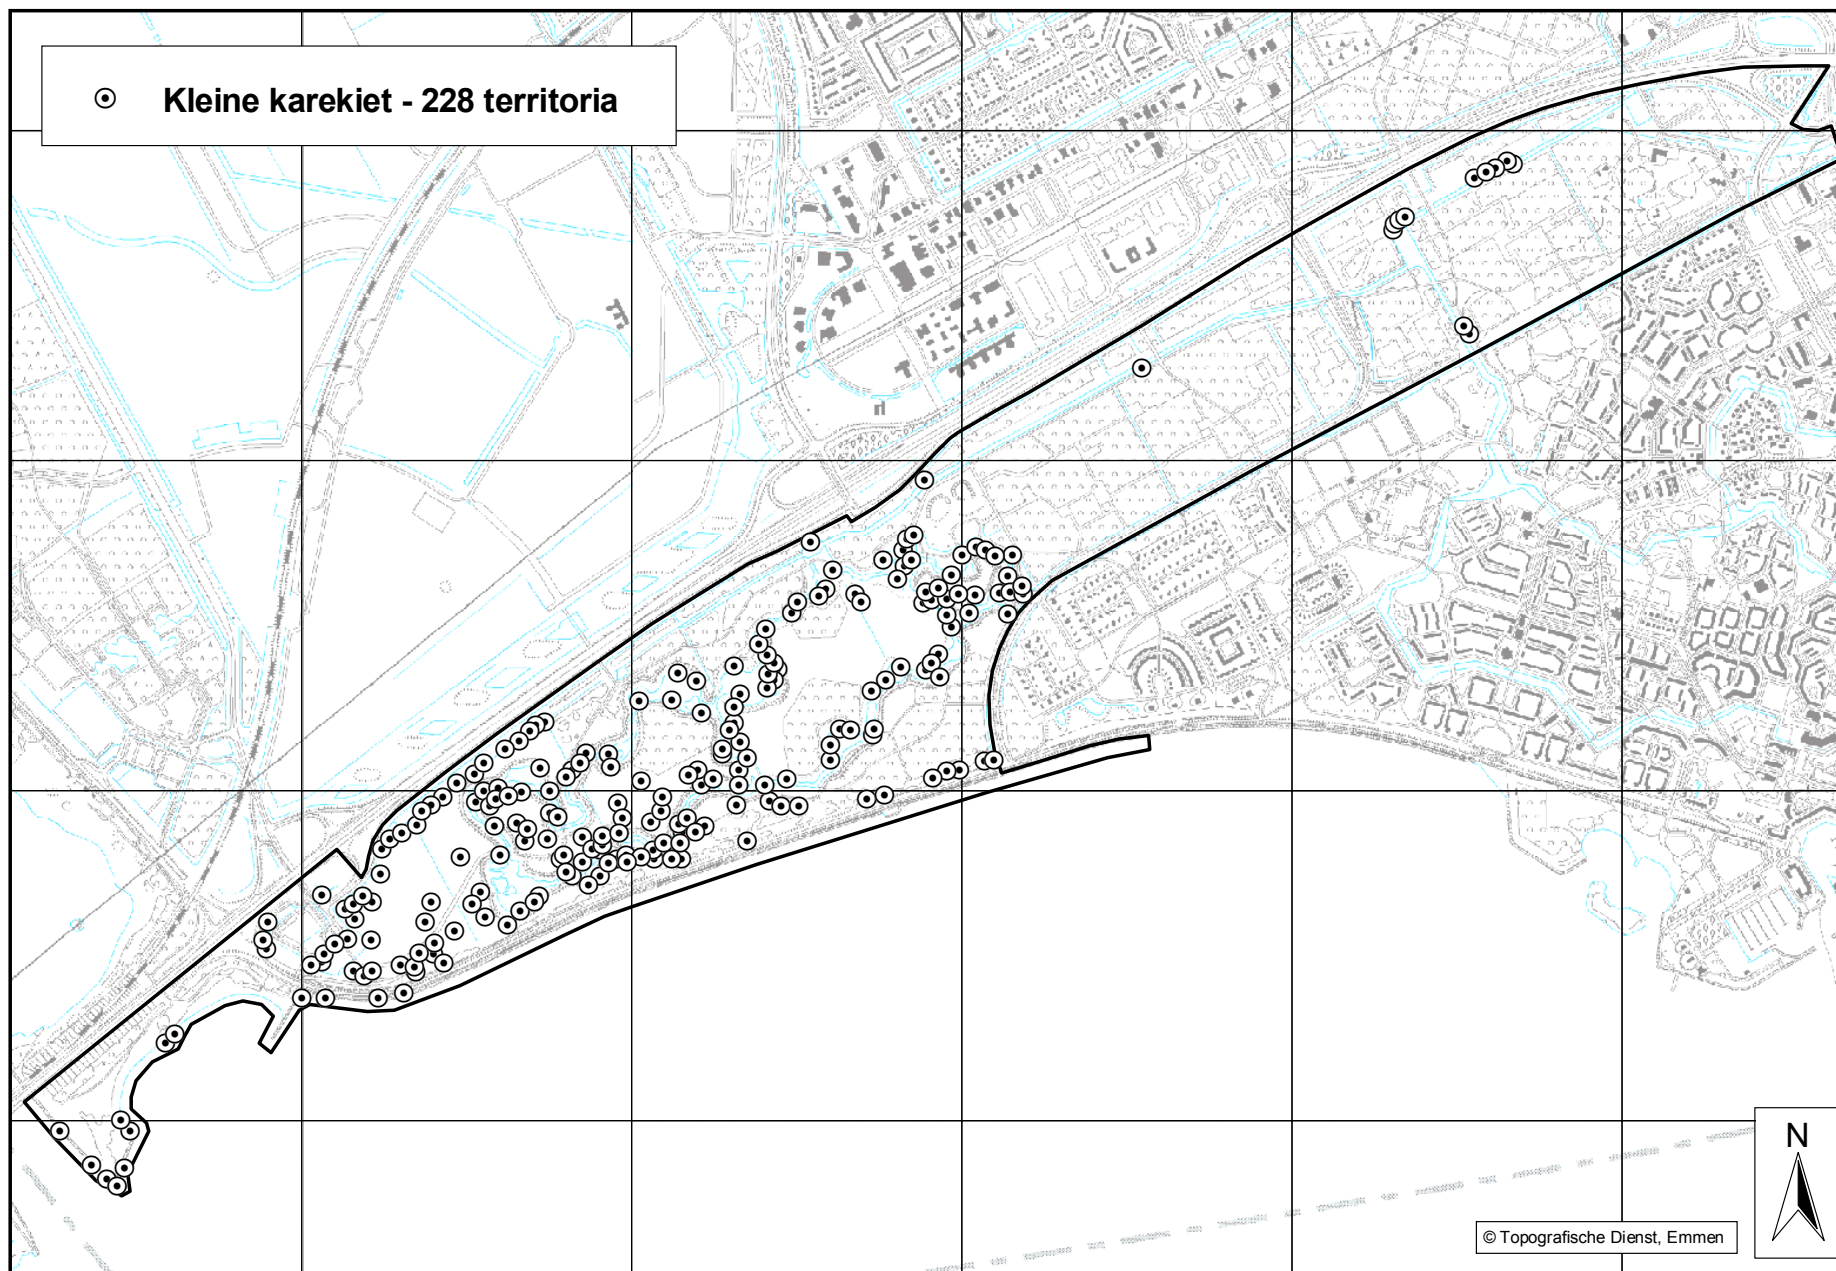 Kleine karekiet - 228 territoria
N
© Topografische Dienst, Emmen